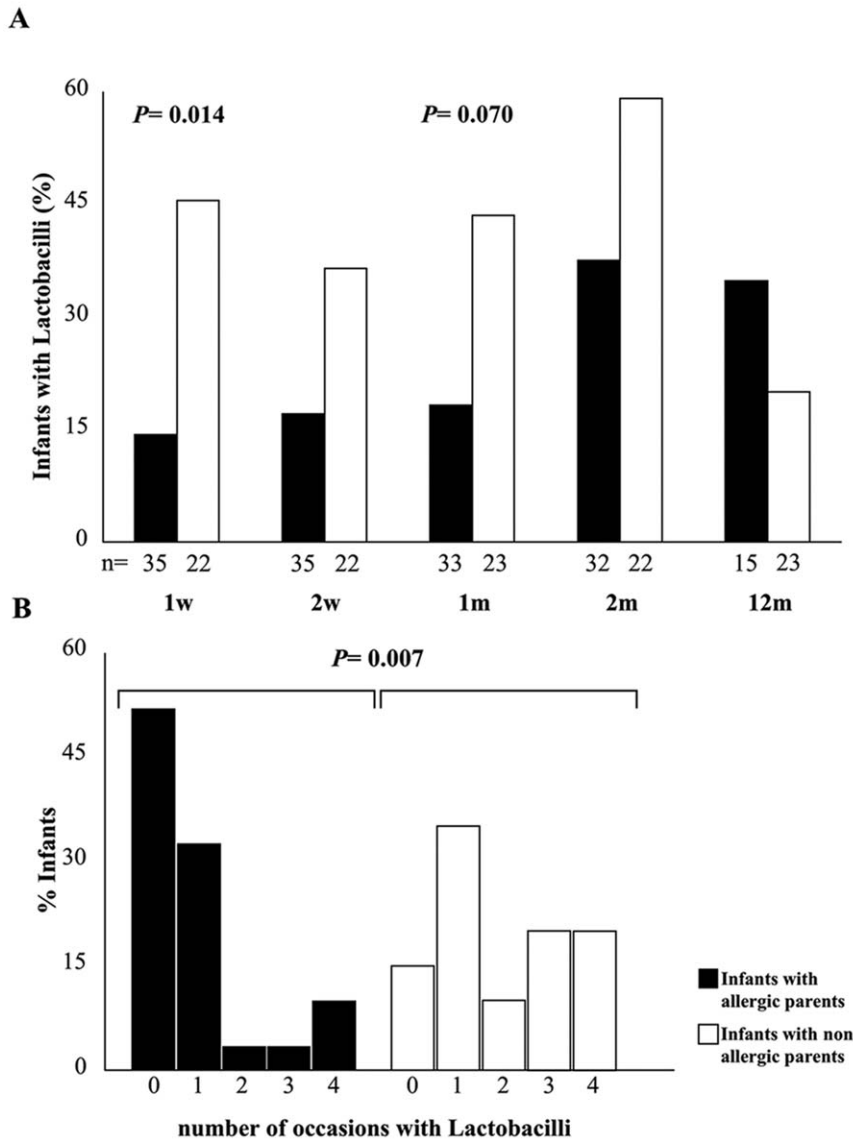 A
60
P= 0.014
P= 0.070
45
30
15
0
Infants with Lactobacilli (%)
n= 35 22 35 22 33 23 32 22 15 23
1w 2w 1m 2m 12m
B
60
P= 0.007
45
30
15
0
% Infants
0 1 2 3 4 0 1 2 3 4
number of occasions with Lactobacilli
Infants with
allergic parents
Infants with non
allergic parents